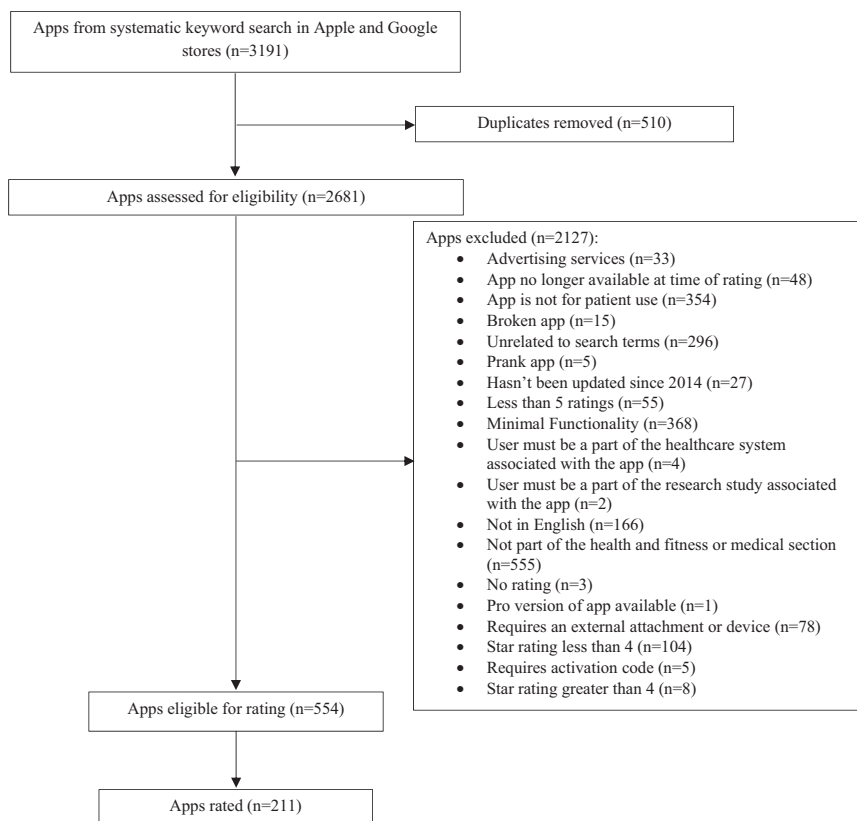 Apps from systematic keyword search in Apple and Google
stores (n=3191)
Duplicates removed (n=510)
Apps assessed for eligibility (n=2681)
Apps excluded (n=2127):
• Advertising services (n=33)
• App no longer available at time of rating (n=48)
• App is not for patient use (n=354)
• Broken app (n=15)
• Unrelated to search terms (n=296)
• Prank app (n=5)
• Hasn’t been updated since 2014 (n=27)
• Less than 5 ratings (n=55)
• Minimal Functionality (n=368)
• User must be a part of the healthcare system
associated with the app (n=4)
• User must be a part of the research study associated
with the app (n=2)
• Not in English (n=166)
• Not part of the health and fitness or medical section
(n=555)
• No rating (n=3)
• Pro version of app available (n=1)
• Requires an external attachment or device (n=78)
• Star rating less than 4 (n=104)
• Requires activation code (n=5)
• Star rating greater than 4 (n=8)
Apps eligible for rating (n=554)
Apps rated (n=211)